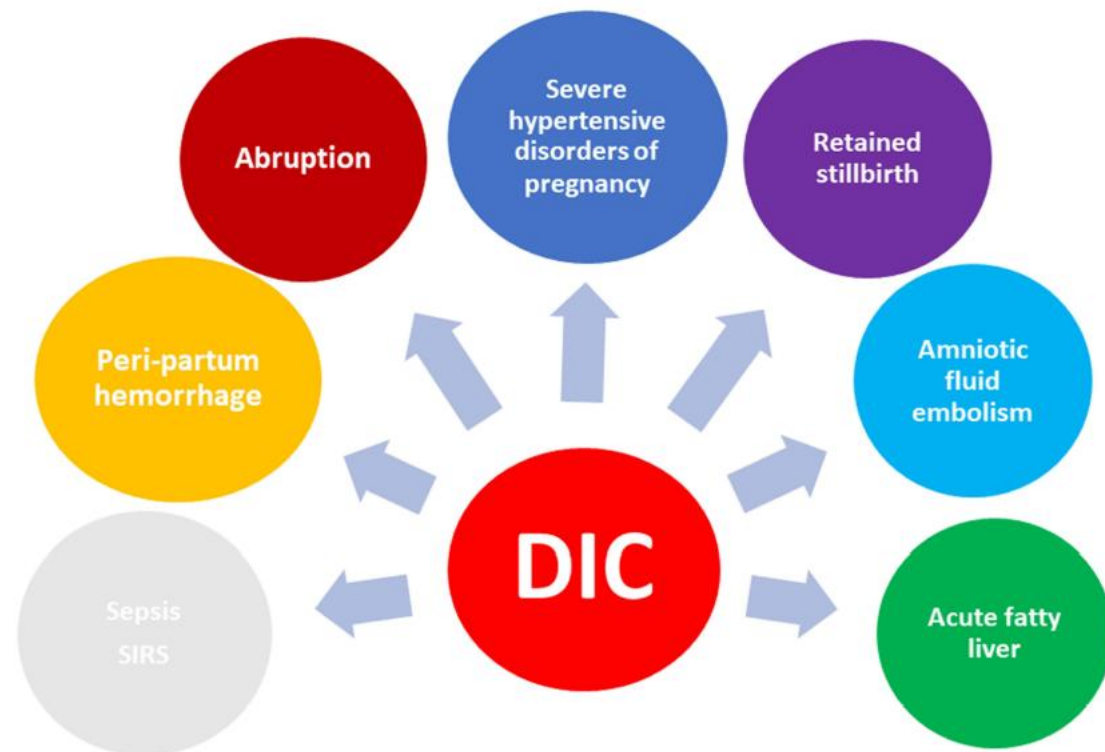 Severe
hypertensive
disorders of
pregnancy
Abruption
Retained
stillbirth
Peri-partum
hemorrhage
Amniotic
fluid
embolism
DIC
Sepsis
SIRS
Acute fatty
liver